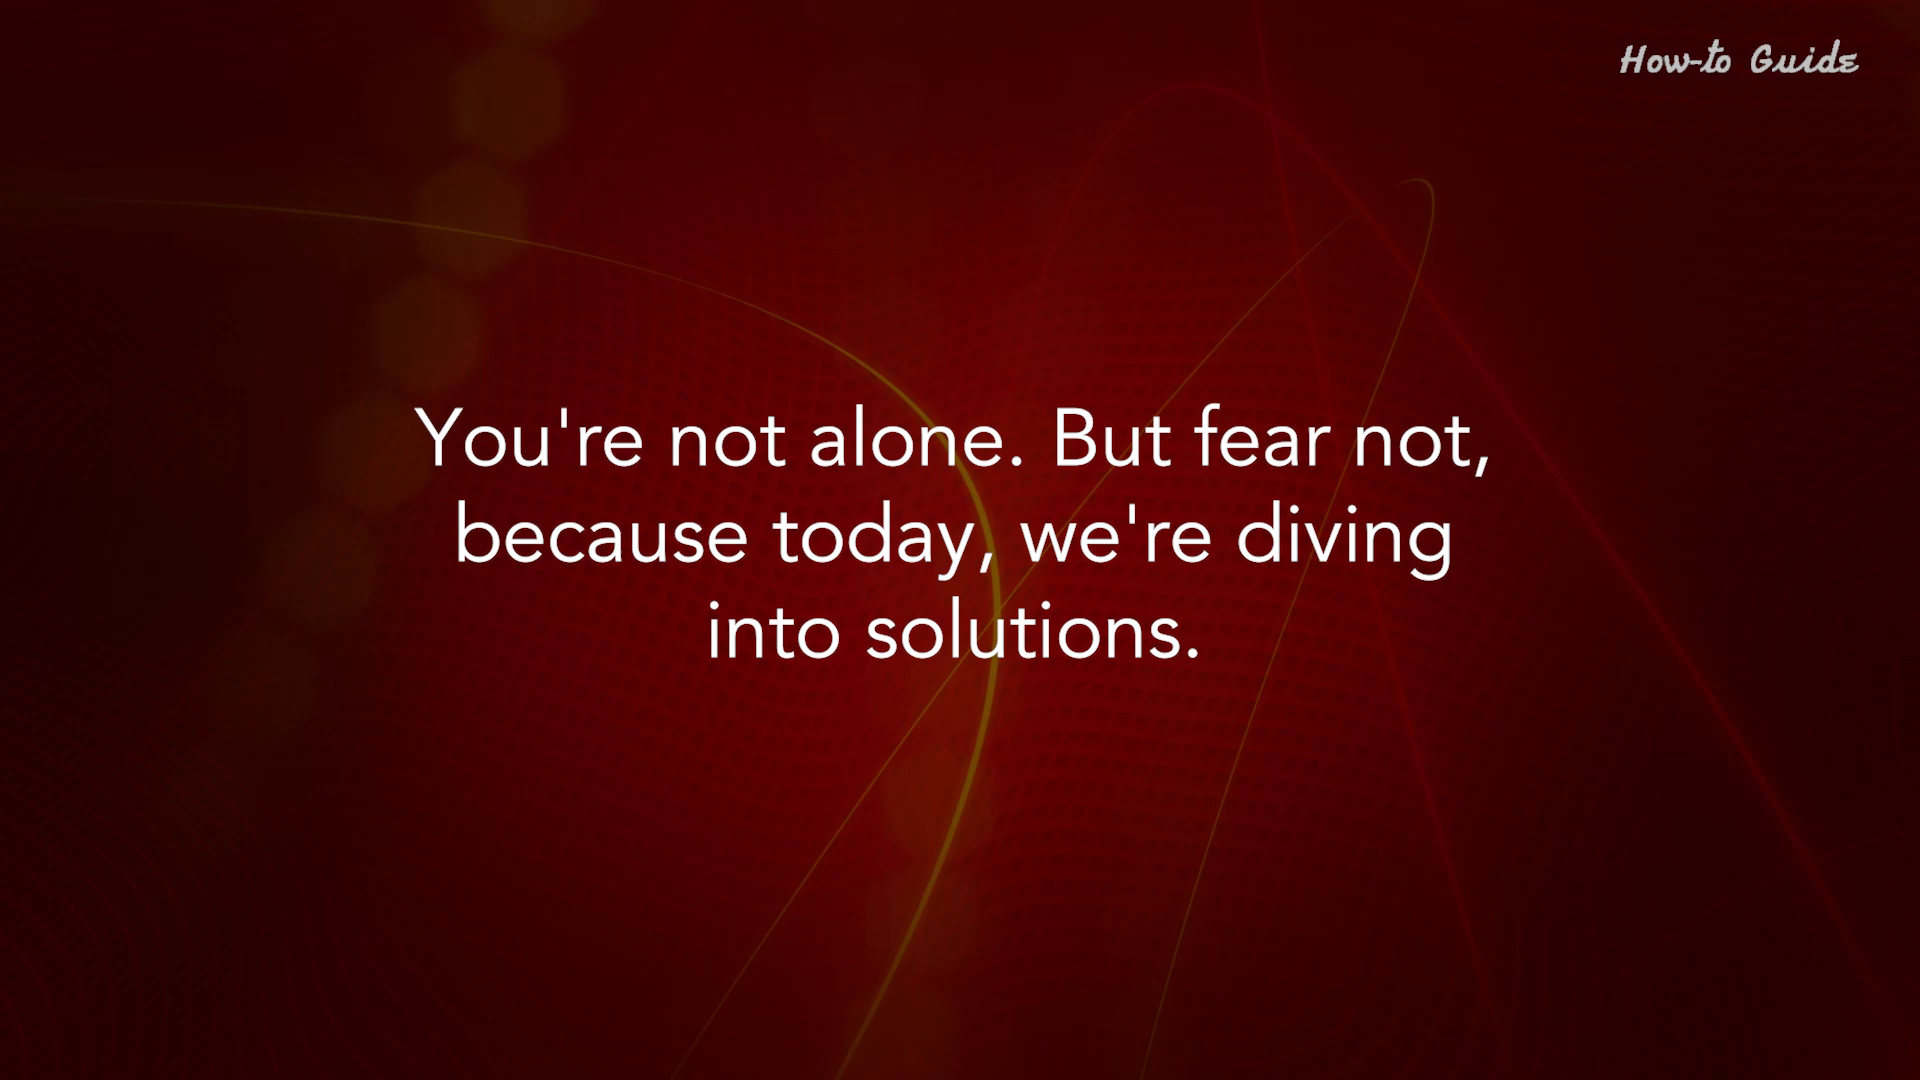 How-to Guide
You're not alone. But fear not,
because today, we're diving
into solutions.